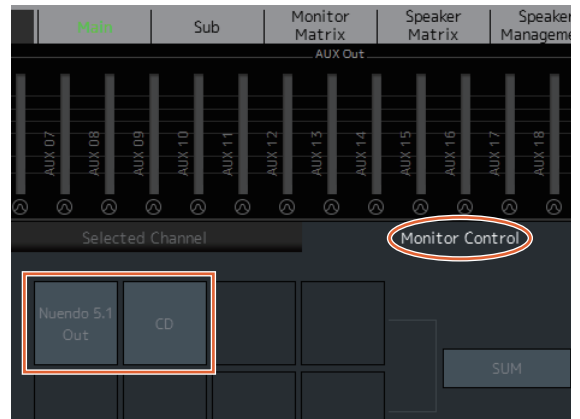 Main
Sub
Monitor
Matrix
Speaker
Matrix
Speaker
Manageme
AUX Out
AUX 07
AUX 08
AUX 09
AUX 10
AUX 11
AUX 12
AUX 13
AUX 14
AUX 15
AUX 16
AUX 17
AUX 18
Selected Channel
Monitor Control
Nuendo 5.1
Out
CD
SUM